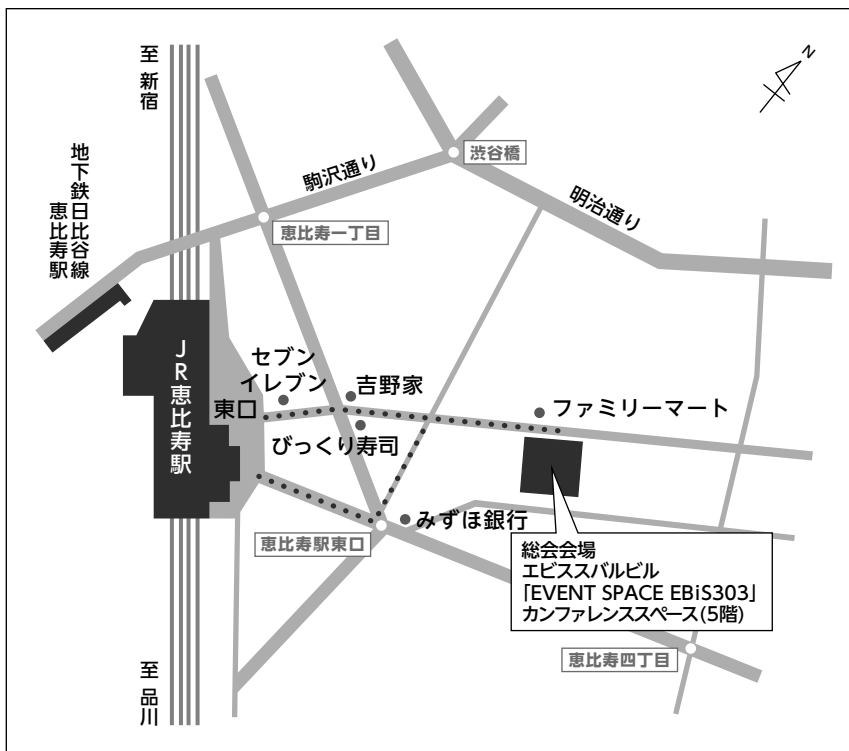 至 新宿
N
渋谷橋
駒沢通り
明治通り
地下鉄日比谷線
恵比寿駅
恵比寿一丁目
セブン
イレブン
吉野家
JR恵比寿駅
東口
ファミリーマート
びっくり寿司
みずほ銀行
恵比寿駅東口
総会会場
エビススバルビル
「EVENT SPACE EBiS303」
カンファレンススペース(5階)
恵比寿四丁目
至 品川